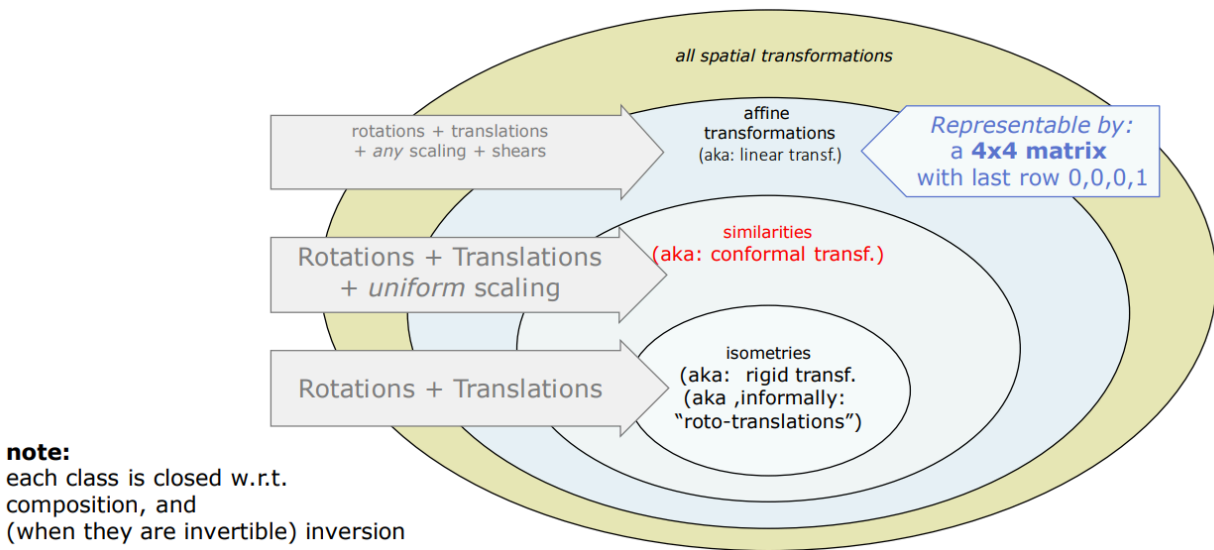 all spatial transformations
rotations + translations
+ any scaling + shears
affine
transformations
(aka: linear transf.)
Representable by:
a 4x4 matrix
with last row 0,0,0,1
Rotations + Translations
+ uniform scaling
similarities
(aka: conformal transf.)
Rotations + Translations
isometries
(aka:  rigid transf.
(aka ,informally:
“roto-translations”)
note:
each class is closed w.r.t.
composition, and
(when they are invertible) inversion